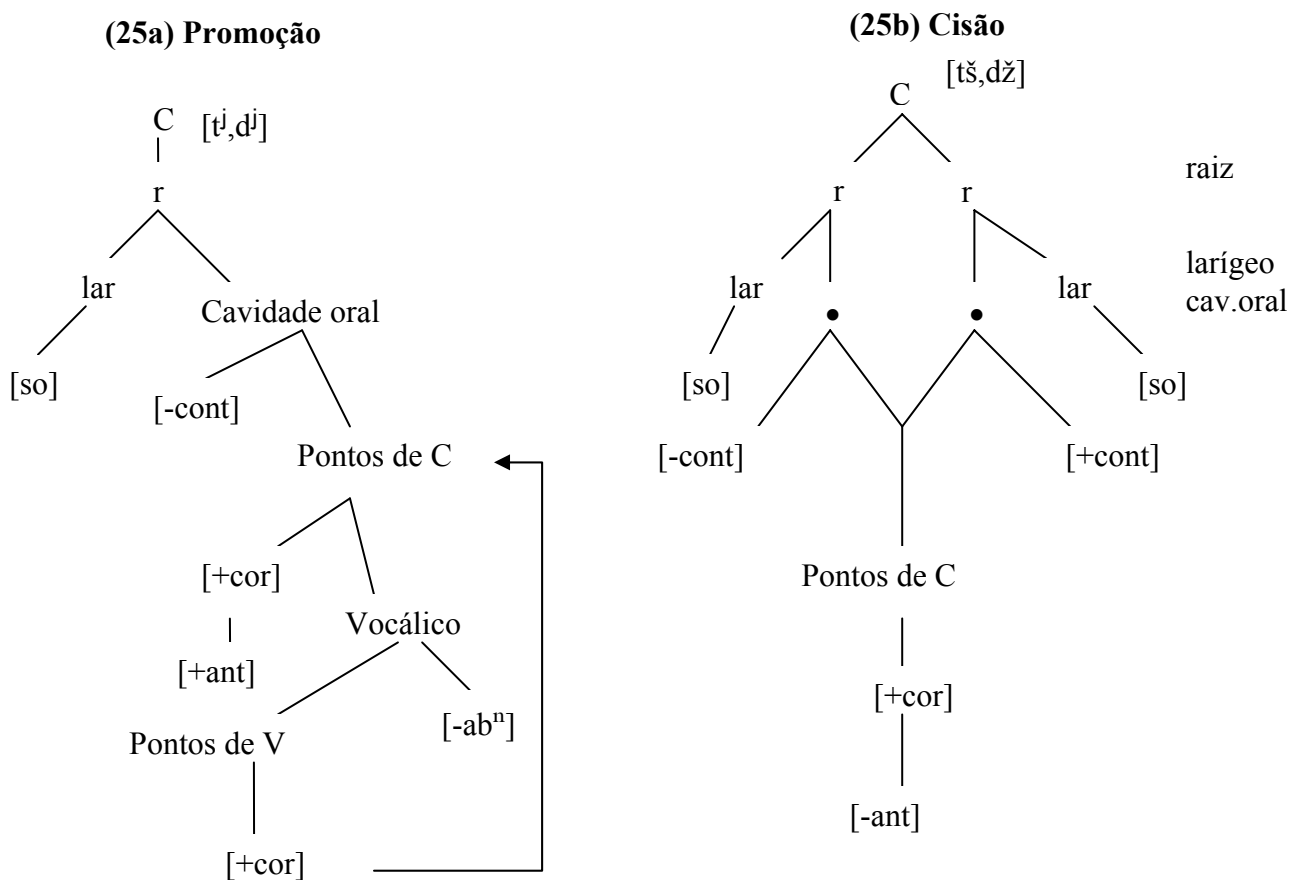 (25a) Promoção
C [tʲ,dʲ]
r
lar
Cavidade oral
[so]
[-cont]
Pontos de C
[+cor]
Vocálico
[+ant]
Pontos de V
[-abⁿ]
[+cor]
(25b) Cisão
[tš,dž]
C
raiz
r r
larígeo
lar lar
cav.oral
[so] [so]
[-cont] [+cont]
Pontos de C
[+cor]
[-ant]